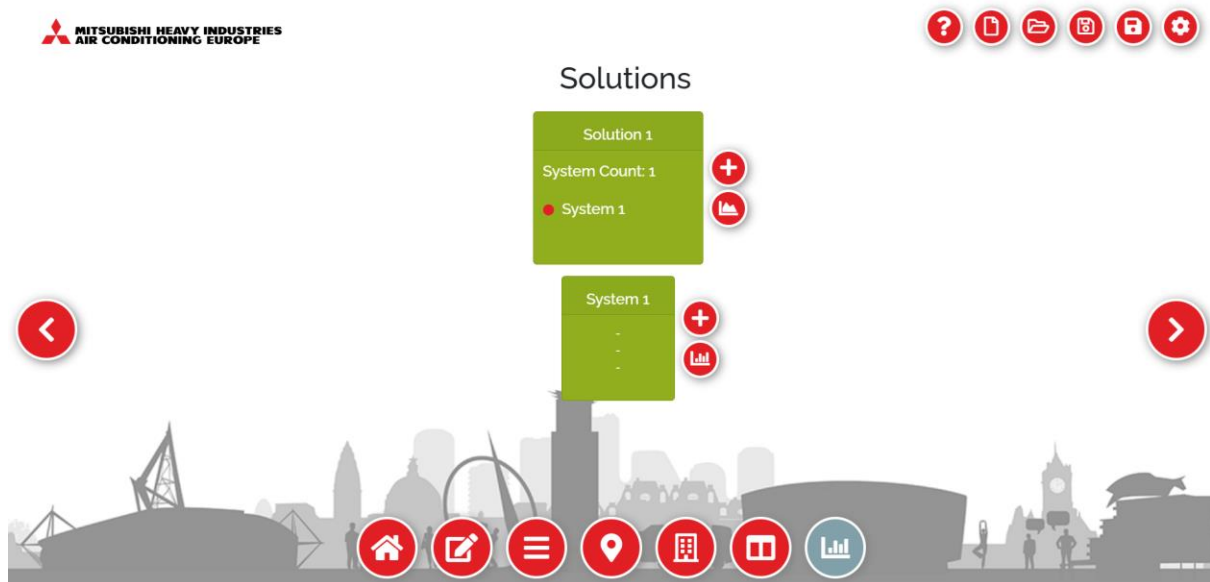 MITSUBISHI HEAVY INDUSTRIES
AIR CONDITIONING EUROPE
Solutions
Solution 1
System Count: 1
System 1
System 1
-
-
-